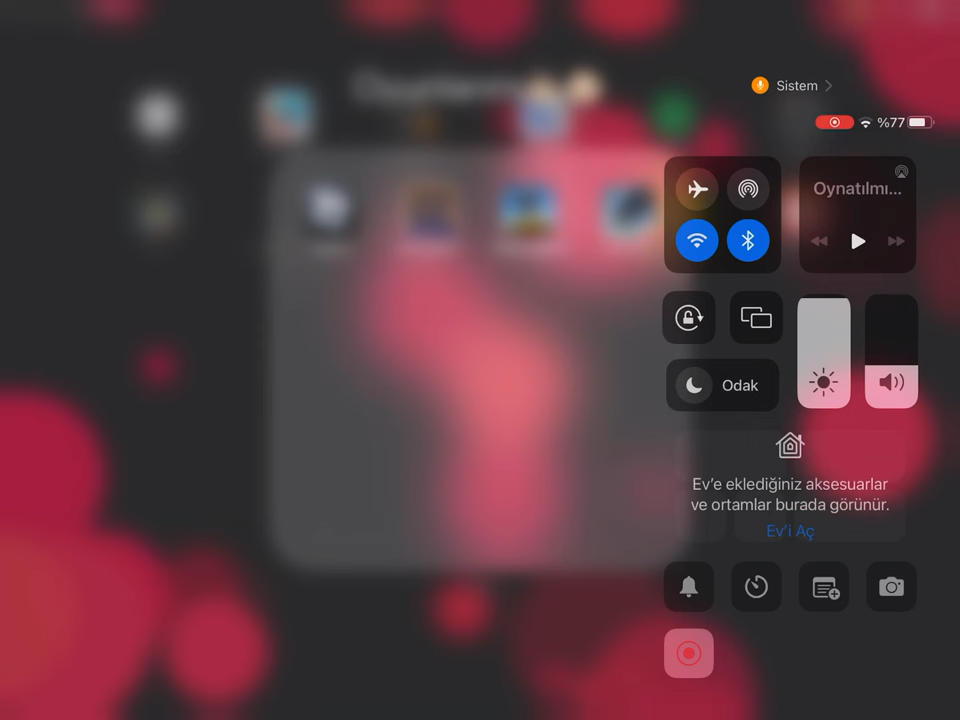 Sistem
%77
Oynatılmı...
Odak
Ev'e eklediğiniz aksesuarlar
ve ortamlar burada görünür.
Ev'i Aç